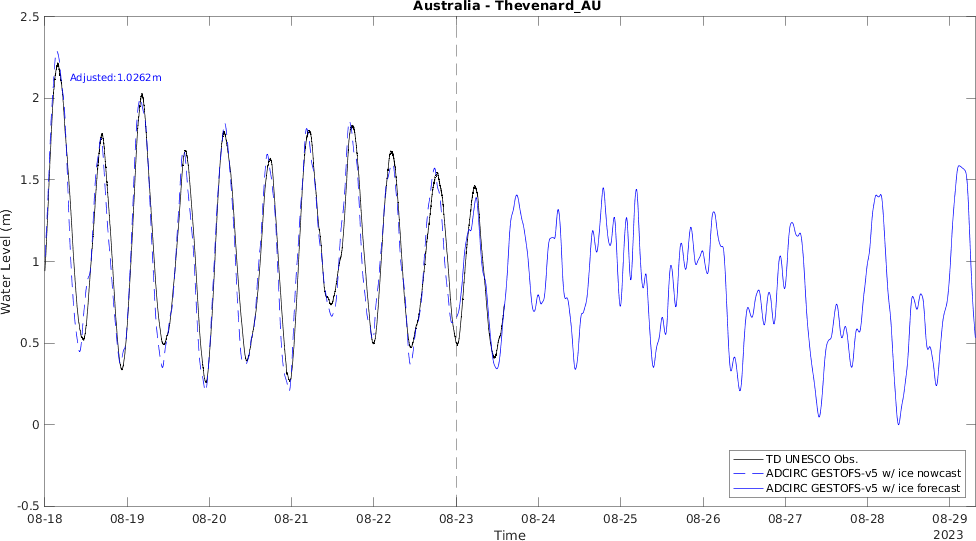 Australia - Thevenard_AU
2.5
2
1.5
1
0.5
0
-0.5
Water Level (m)
Adjusted:1.0262m
TD UNESCO Obs.
ADCIRC GESTOFS-v5 w/ ice nowcast
ADCIRC GESTOFS-v5 w/ ice forecast
08-18 08-19 08-20 08-21 08-22 08-23 08-24 08-25 08-26 08-27 08-28 08-29
2023
Time